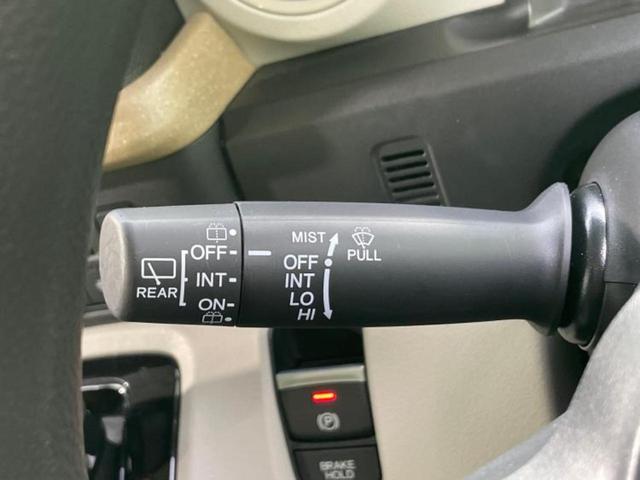 OFF
INT
ON
REAR
MIST
OFF
INT
LO
HI
PULL
P
BRAKE
HOLD